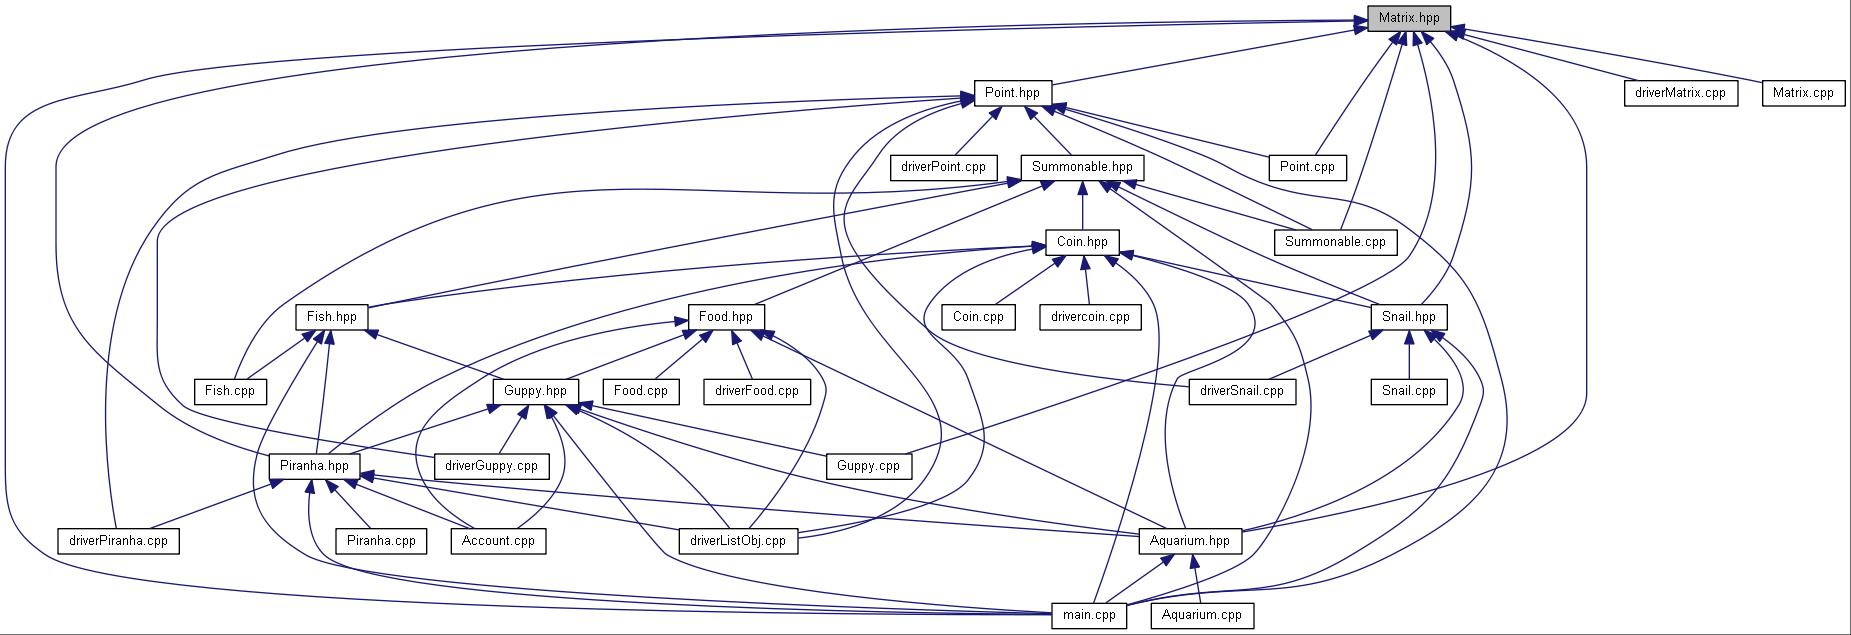 Matrix.hpp
Point.hpp
driverMatrix.cpp
Matrix.cpp
driverPoint.cpp
Summonable.hpp
Point.cpp
Coin.hpp
Summonable.cpp
Fish.hpp
Food.hpp
Coin.cpp
drivercoin.cpp
Snail.hpp
Fish.cpp
Guppy.hpp
Food.cpp
driverFood.cpp
driverSnail.cpp
Snail.cpp
Piranha.hpp
driverGuppy.cpp
Guppy.cpp
driverPiranha.cpp
Piranha.cpp
Account.cpp
driverListObj.cpp
Aquarium.hpp
main.cpp
Aquarium.cpp